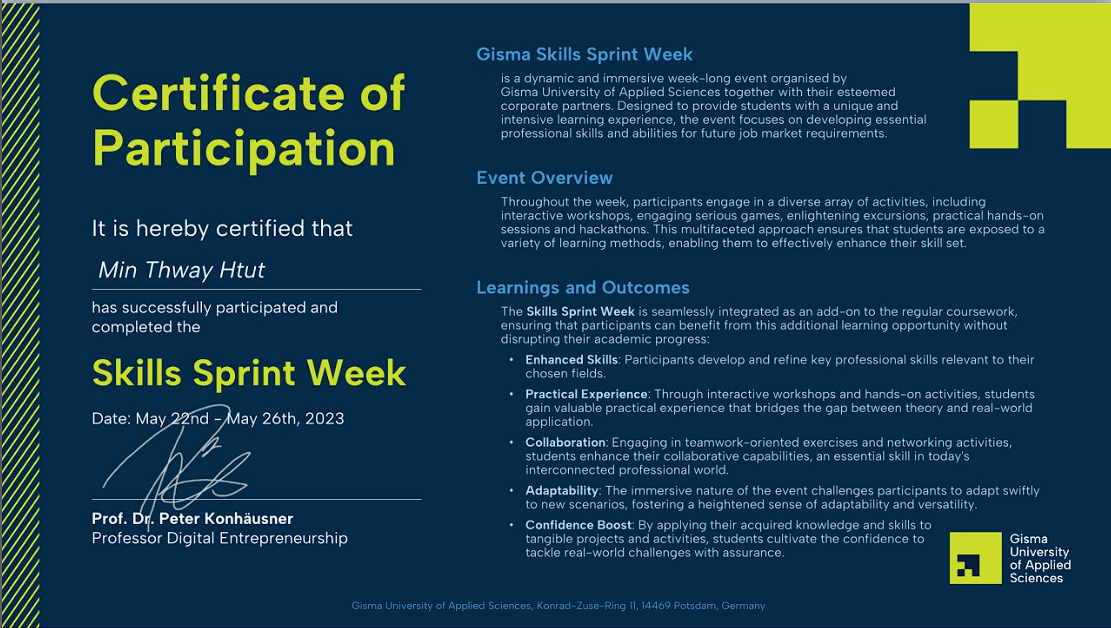 Certificate of
Participation
It is hereby certified that
Min Thway Htut
has successfully participated and
completed the
Skills Sprint Week
Date: May 22nd - May 26th, 2023
Prof. Dr. Peter Konhäusner
Professor Digital Entrepreneurship
Gisma Skills Sprint Week
is a dynamic and immersive week-long event organised by
Gisma University of Applied Sciences together with their esteemed
corporate partners. Designed to provide students with a unique and
intensive learning experience, the event focuses on developing essential
professional skills and abilities for future job market requirements.
Event Overview
Throughout the week, participants engage in a diverse array of activities, including
interactive workshops, engaging serious games, enlightening excursions, practical hands-on
sessions and hackathons. This multifaceted approach ensures that students are exposed to a
variety of learning methods, enabling them to effectively enhance their skill set.
Learnings and Outcomes
The Skills Sprint Week is seamlessly integrated as an add-on to the regular coursework,
ensuring that participants can benefit from this additional learning opportunity without
disrupting their academic progress:
• Enhanced Skills: Participants develop and refine key professional skills relevant to their
chosen fields.
• Practical Experience: Through interactive workshops and hands-on activities, students
gain valuable practical experience that bridges the gap between theory and real-world
application.
• Collaboration: Engaging in teamwork-oriented exercises and networking activities,
students enhance their collaborative capabilities, an essential skill in today's
interconnected professional world.
• Adaptability: The immersive nature of the event challenges participants to adapt swiftly
to new scenarios, fostering a heightened sense of adaptability and versatility.
• Confidence Boost: By applying their acquired knowledge and skills to
tangible projects and activities, students cultivate the confidence to
tackle real-world challenges with assurance.
Gisma
University
of Applied
Sciences
Gisma University of Applied Sciences, Konrad-Zuse-Ring 11, 14469 Potsdam, Germany